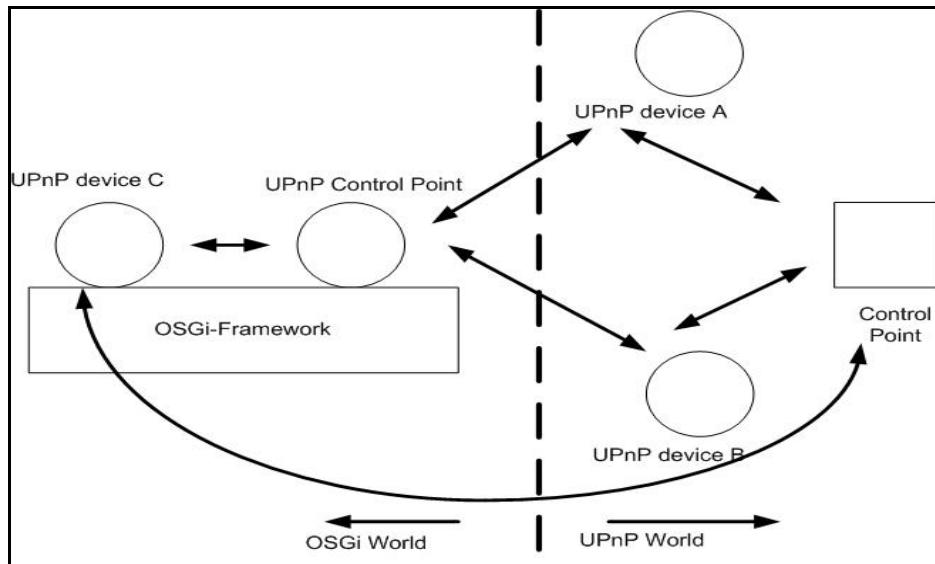 UPnP device A
UPnP device C
UPnP Control Point
OSGi-Framework
Control
Point
UPnP device B
OSGi World
UPnP World